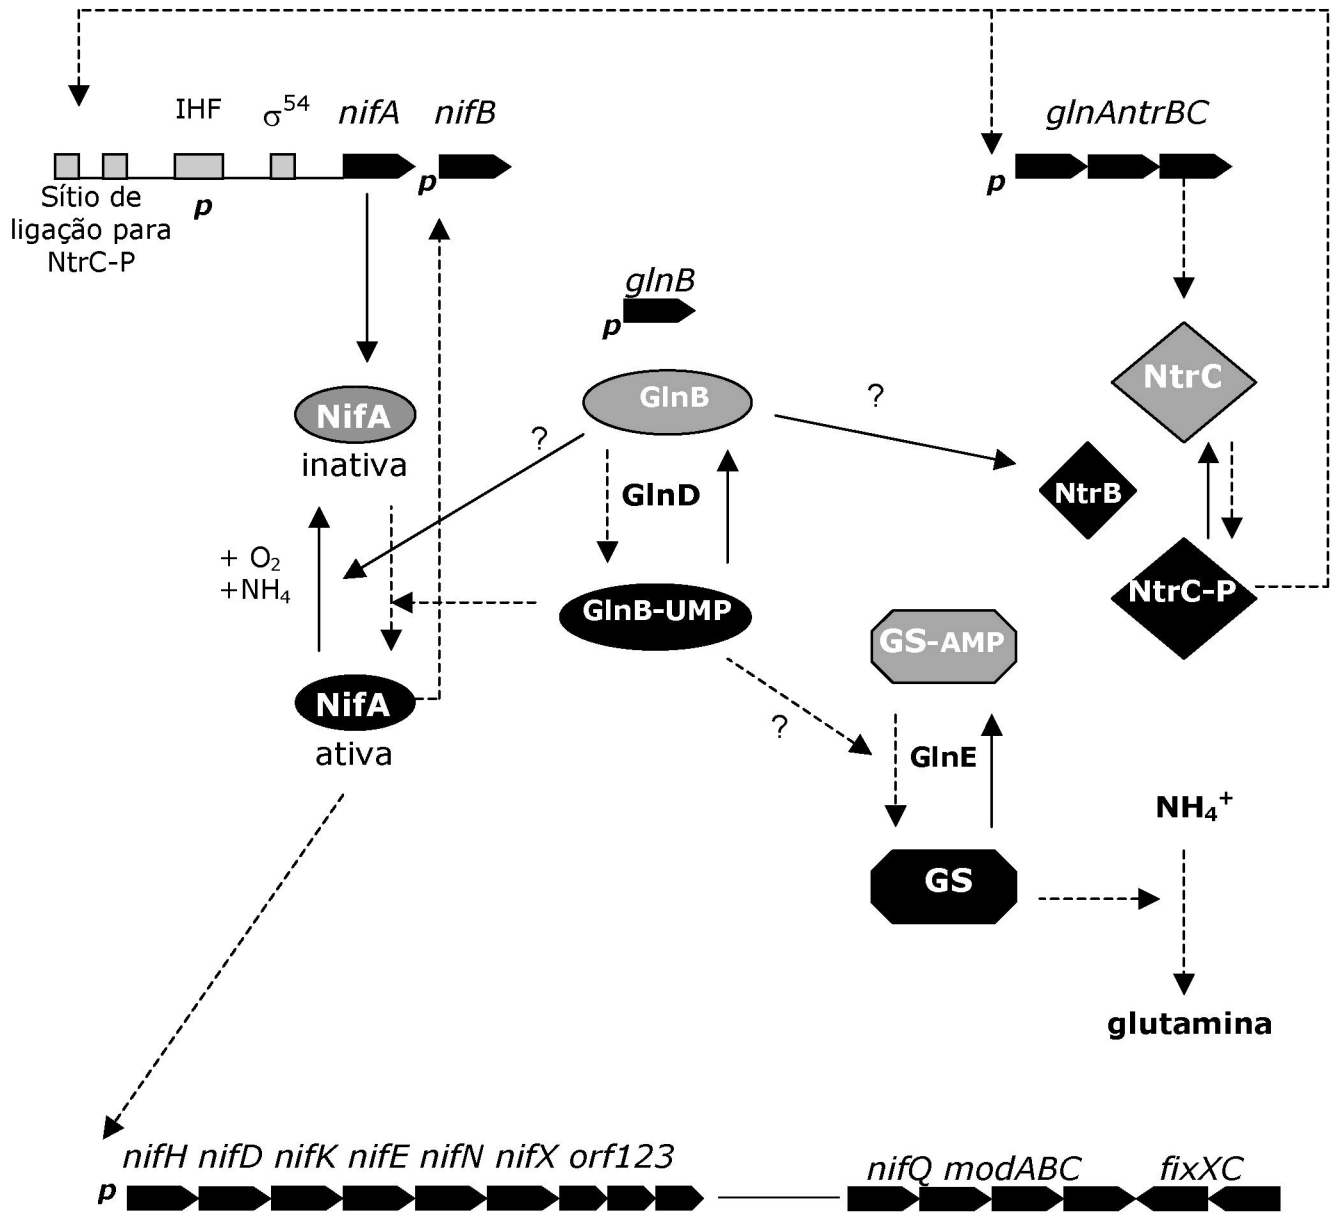 IHF σ⁵⁴ nifA nifB glnAntrBC
p p
Sítio de
ligação para
NtrC-P
p
glnB
p
NtrC
GlnB
?
NifA
?
inativa
GlnD
NtrB
+ O₂
+NH₄
NtrC-P
GlnB-UMP
GS-AMP
NifA
?
ativa
GlnE
NH₄⁺
GS
glutamina
nifH nifD nifK nifE nifN nifX orf123 nifQ modABC fixXC
p